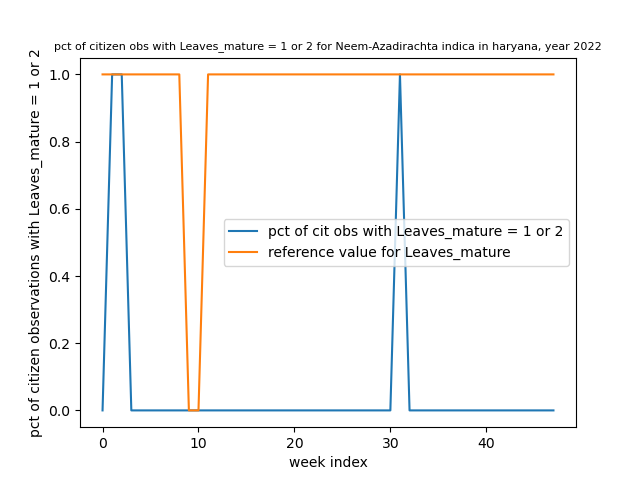 pct of citizen obs with Leaves_mature = 1 or 2 for Neem-Azadirachta indica in haryana, year 2022
pct of citizen observations with Leaves_mature = 1 or 2
1.0
0.8
0.6
0.4
0.2
0.0
pct of cit obs with Leaves_mature = 1 or 2
reference value for Leaves_mature
0 10 20 30 40
week index